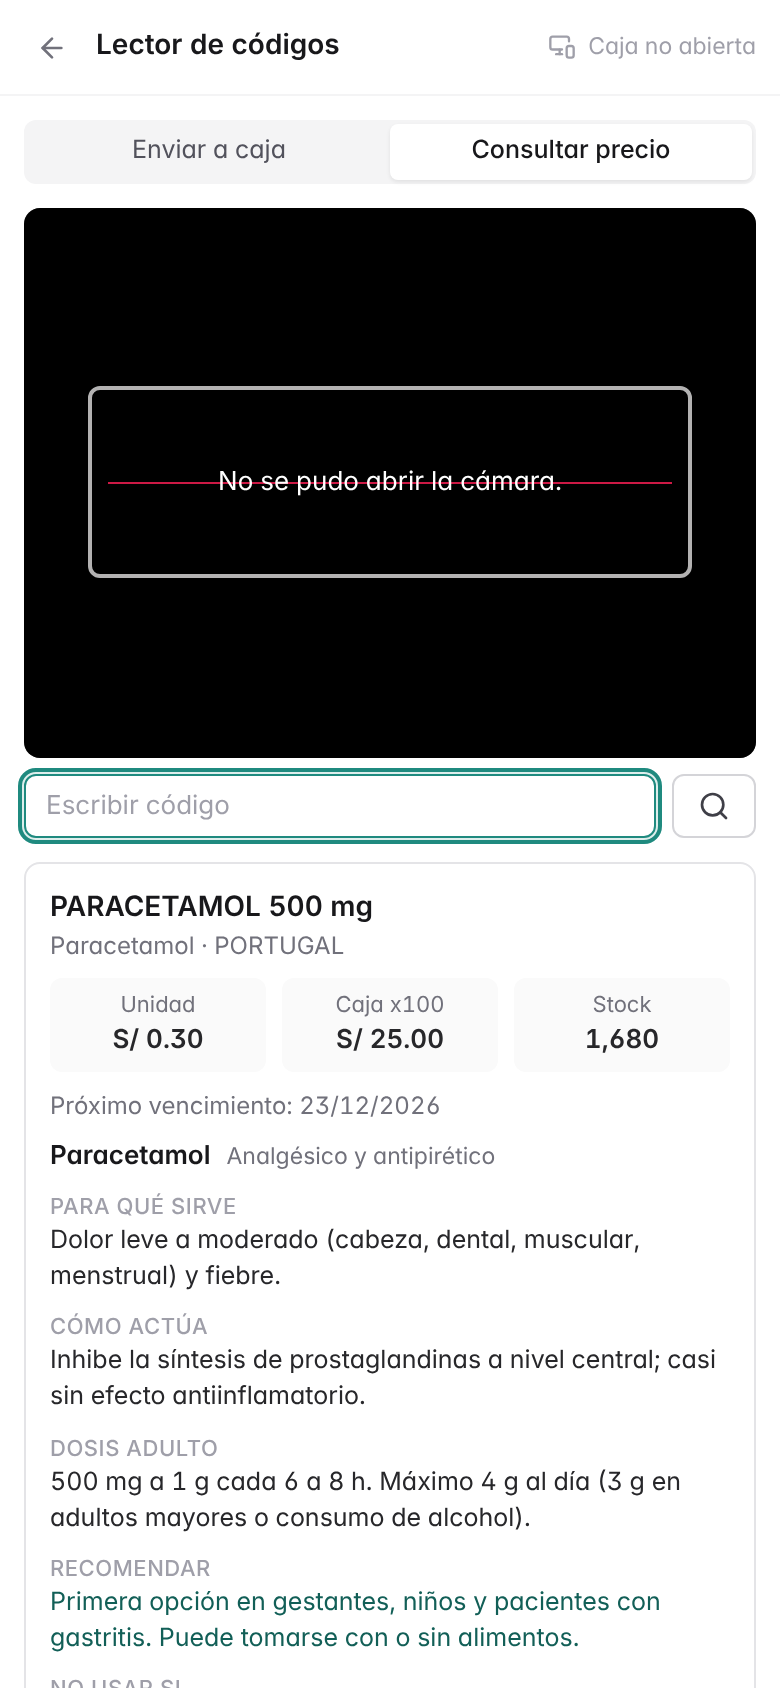 Lector de códigos
Caja no abierta
Enviar a caja
Consultar precio
No se pudo abrir la cámara.
Escribir código
PARACETAMOL 500 mg
Paracetamol · PORTUGAL
Unidad
S/ 0.30
Caja x100
S/ 25.00
Stock
1,680
Próximo vencimiento: 23/12/2026
Paracetamol Analgésico y antipirético
PARA QUÉ SIRVE
Dolor leve a moderado (cabeza, dental, muscular,
menstrual) y fiebre.
CÓMO ACTÚA
Inhibe la síntesis de prostaglandinas a nivel central; casi
sin efecto antiinflamatorio.
DOSIS ADULTO
500 mg a 1 g cada 6 a 8 h. Máximo 4 g al día (3 g en
adultos mayores o consumo de alcohol).
RECOMENDAR
Primera opción en gestantes, niños y pacientes con
gastritis. Puede tomarse con o sin alimentos.
NO USAR SI